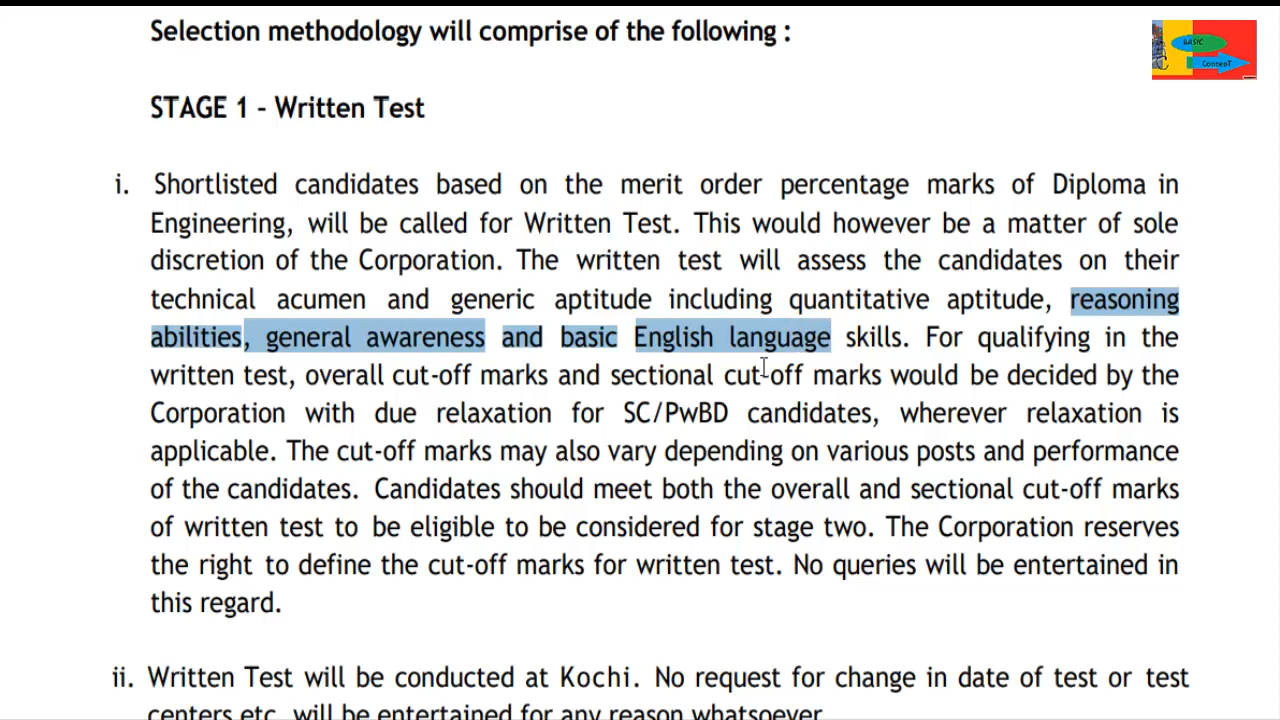 Selection methodology will comprise of the following :
BASIC
ConcepT
STAGE 1 – Written Test
i. Shortlisted candidates based on the merit order percentage marks of Diploma in
Engineering, will be called for Written Test. This would however be a matter of sole
discretion of the Corporation. The written test will assess the candidates on their
technical acumen and generic aptitude including quantitative aptitude, reasoning
abilities, general awareness and basic English language skills. For qualifying in the
written test, overall cut-off marks and sectional cut-off marks would be decided by the
Corporation with due relaxation for SC/PwBD candidates, wherever relaxation is
applicable. The cut-off marks may also vary depending on various posts and performance
of the candidates. Candidates should meet both the overall and sectional cut-off marks
of written test to be eligible to be considered for stage two. The Corporation reserves
the right to define the cut-off marks for written test. No queries will be entertained in
this regard.
ii. Written Test will be conducted at Kochi. No request for change in date of test or test
centers etc. will be entertained for any reason whatsoever